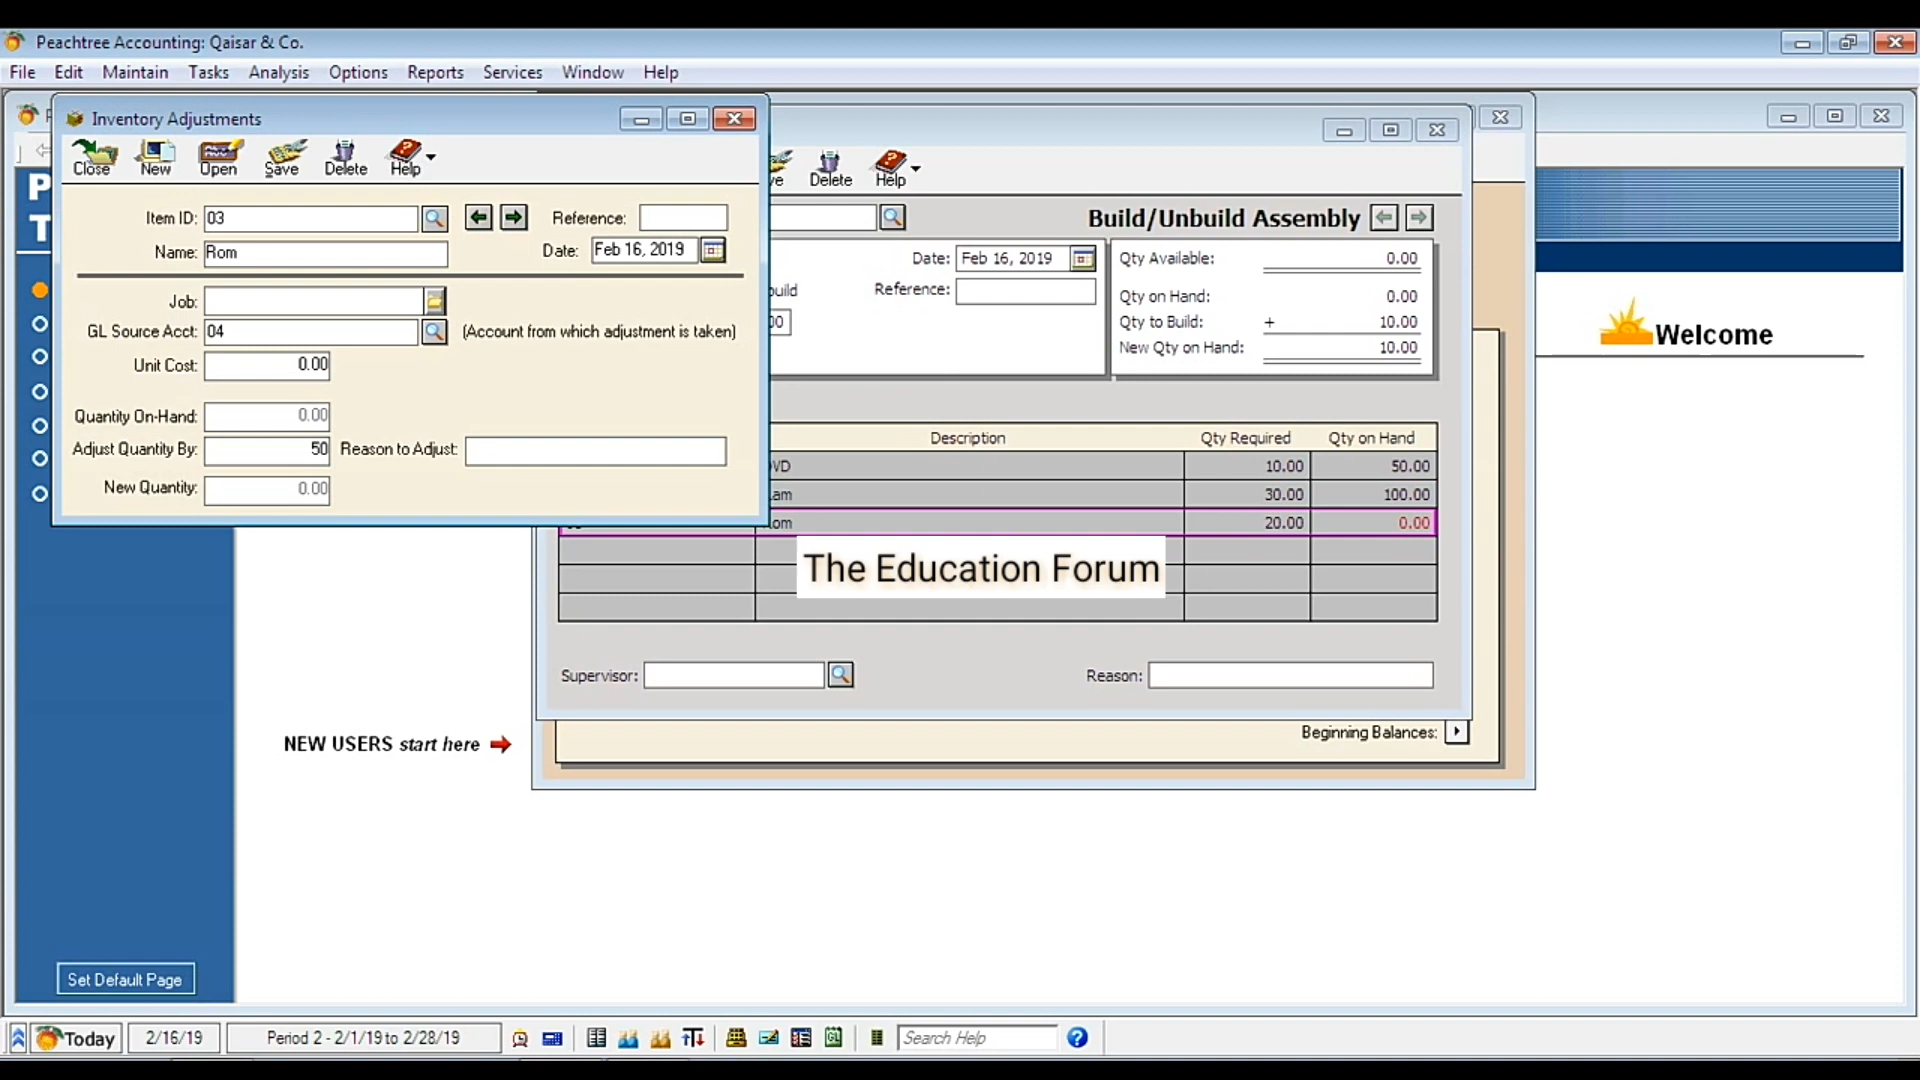 Peachtree Accounting: Qaisar & Co.
File Edit Maintain Tasks Analysis Options Reports Services Window Help
Inventory Adjustments
Close New Open Save Delete Help
Item ID: 03
Reference:
Name: Rom
Date: Feb 16, 2019
Job:
GL Source Acct: 04 (Account from which adjustment is taken)
Unit Cost: 0.00
Quantity On-Hand: 0.00
Adjust Quantity By: 50 Reason to Adjust:
New Quantity: 0.00
Delete Help
Build/Unbuild Assembly
Date: Feb 16, 2019
Reference:
Qty Available: 0.00
Qty on Hand: 0.00
Qty to Build: + 10.00
New Qty on Hand: 10.00
Description Qty Required Qty on Hand
10.00 50.00
30.00 100.00
20.00 0.00
The Education Forum
Supervisor:
Reason:
Beginning Balances:
Welcome
NEW USERS start here
Set Default Page
Today 2/16/19 Period 2 - 2/1/19 to 2/28/19 Search Help